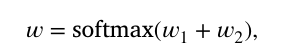 w = softmax(w₁ + w₂),